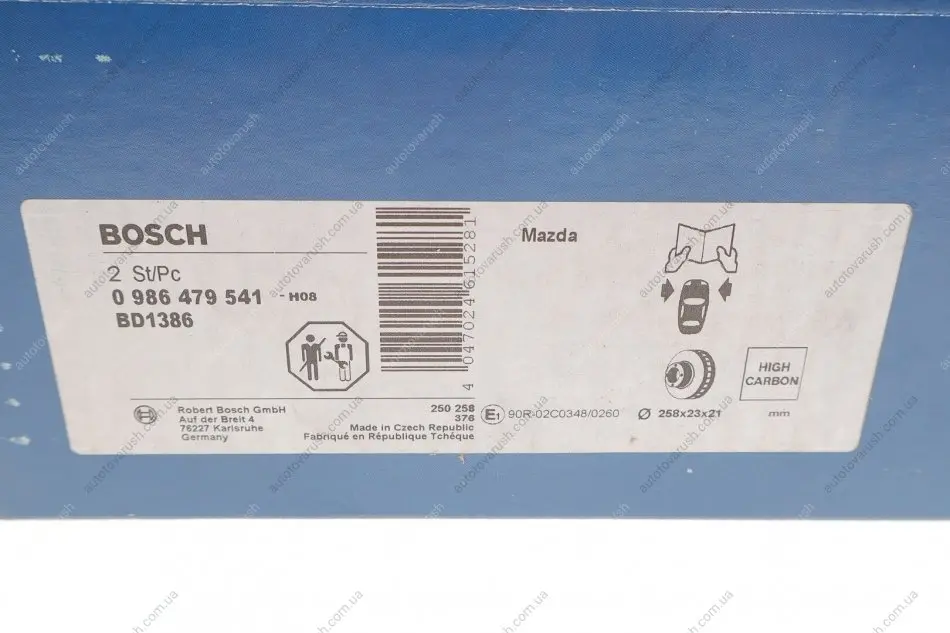 BOSCH
2 St/Pc
0 986 479 541 - H08
BD1386
4 047024 615281
Robert Bosch GmbH
Auf der Breit 4
76227 Karlsruhe
Germany
250 258
376
Made in Czech Republic
Fabriqué en République Tchèque
Mazda
HIGH
CARBON
E1 90R-02C0348/0260
Ø 258x23x21 mm
autotovarush.com.ua